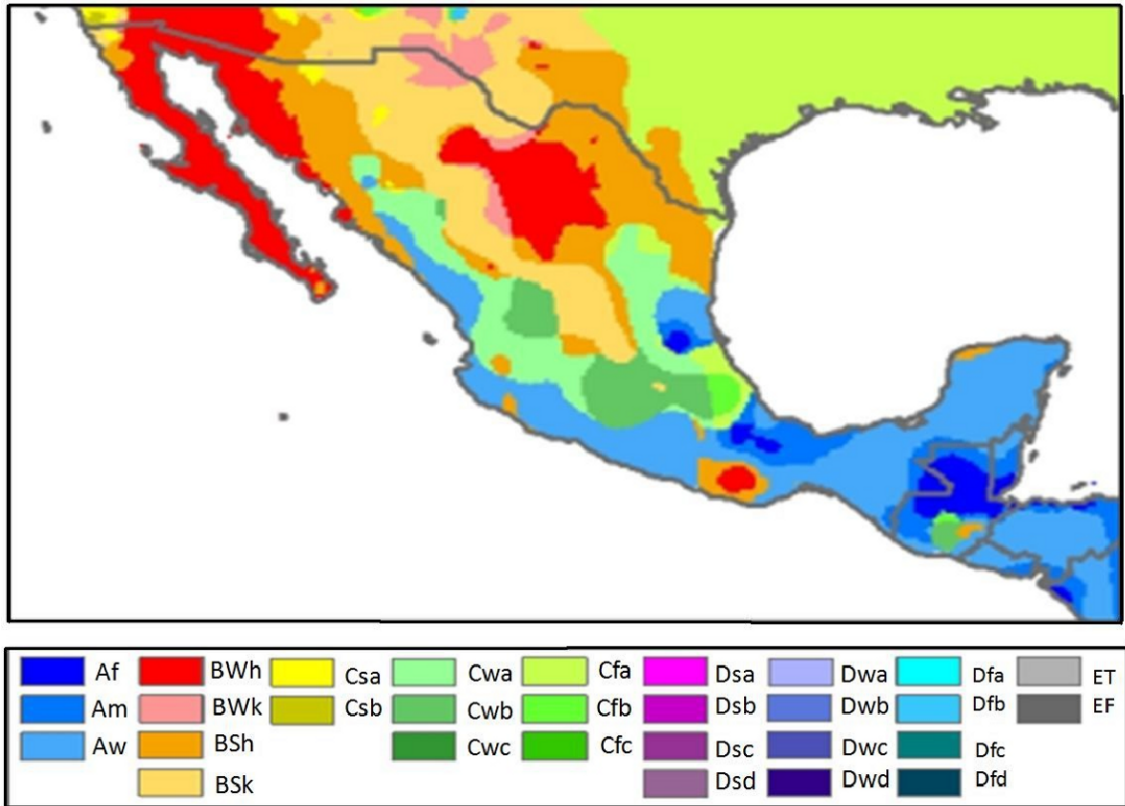 Af BWh Csa Cwa Cfa Dsa Dwa Dfa ET
Am BWk Csb Cwb Cfb Dsb Dwb Dfb EF
Aw BSh Cwc Cfc Dsc Dwc Dfc
BSk Dsd Dwd Dfd